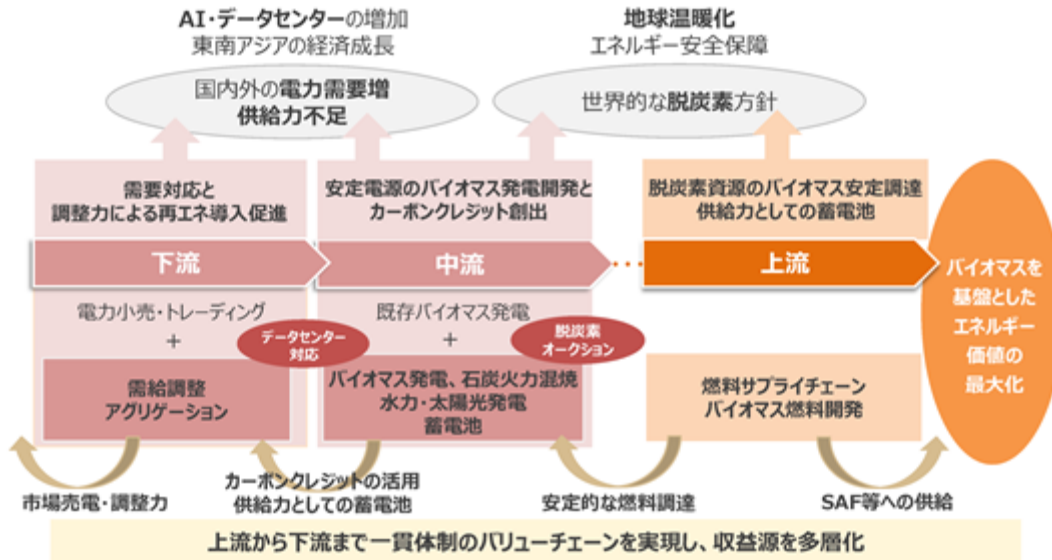 AI・データセンターの増加
東南アジアの経済成長
国内外の電力需要増
供給力不足
地球温暖化
エネルギー安全保障
世界的な脱炭素方針
需要対応と
調整力による再エネ導入促進
安定電源のバイオマス発電開発と
カーボンクレジット創出
脱炭素資源のバイオマス安定調達
供給力としての蓄電池
下流
中流
上流
バイオマスを
基盤とした
エネルギー
価値の
最大化
電力小売・トレーディング
+
需給調整
アグリゲーション
データセンター
対応
既存バイオマス発電
+
バイオマス発電、石炭火力混焼
水力・太陽光発電
蓄電池
脱炭素
オークション
燃料サプライチェーン
バイオマス燃料開発
市場売電・調整力
カーボンクレジットの活用
供給力としての蓄電池
安定的な燃料調達
SAF等への供給
上流から下流まで一貫体制のバリューチェーンを実現し、収益源を多層化